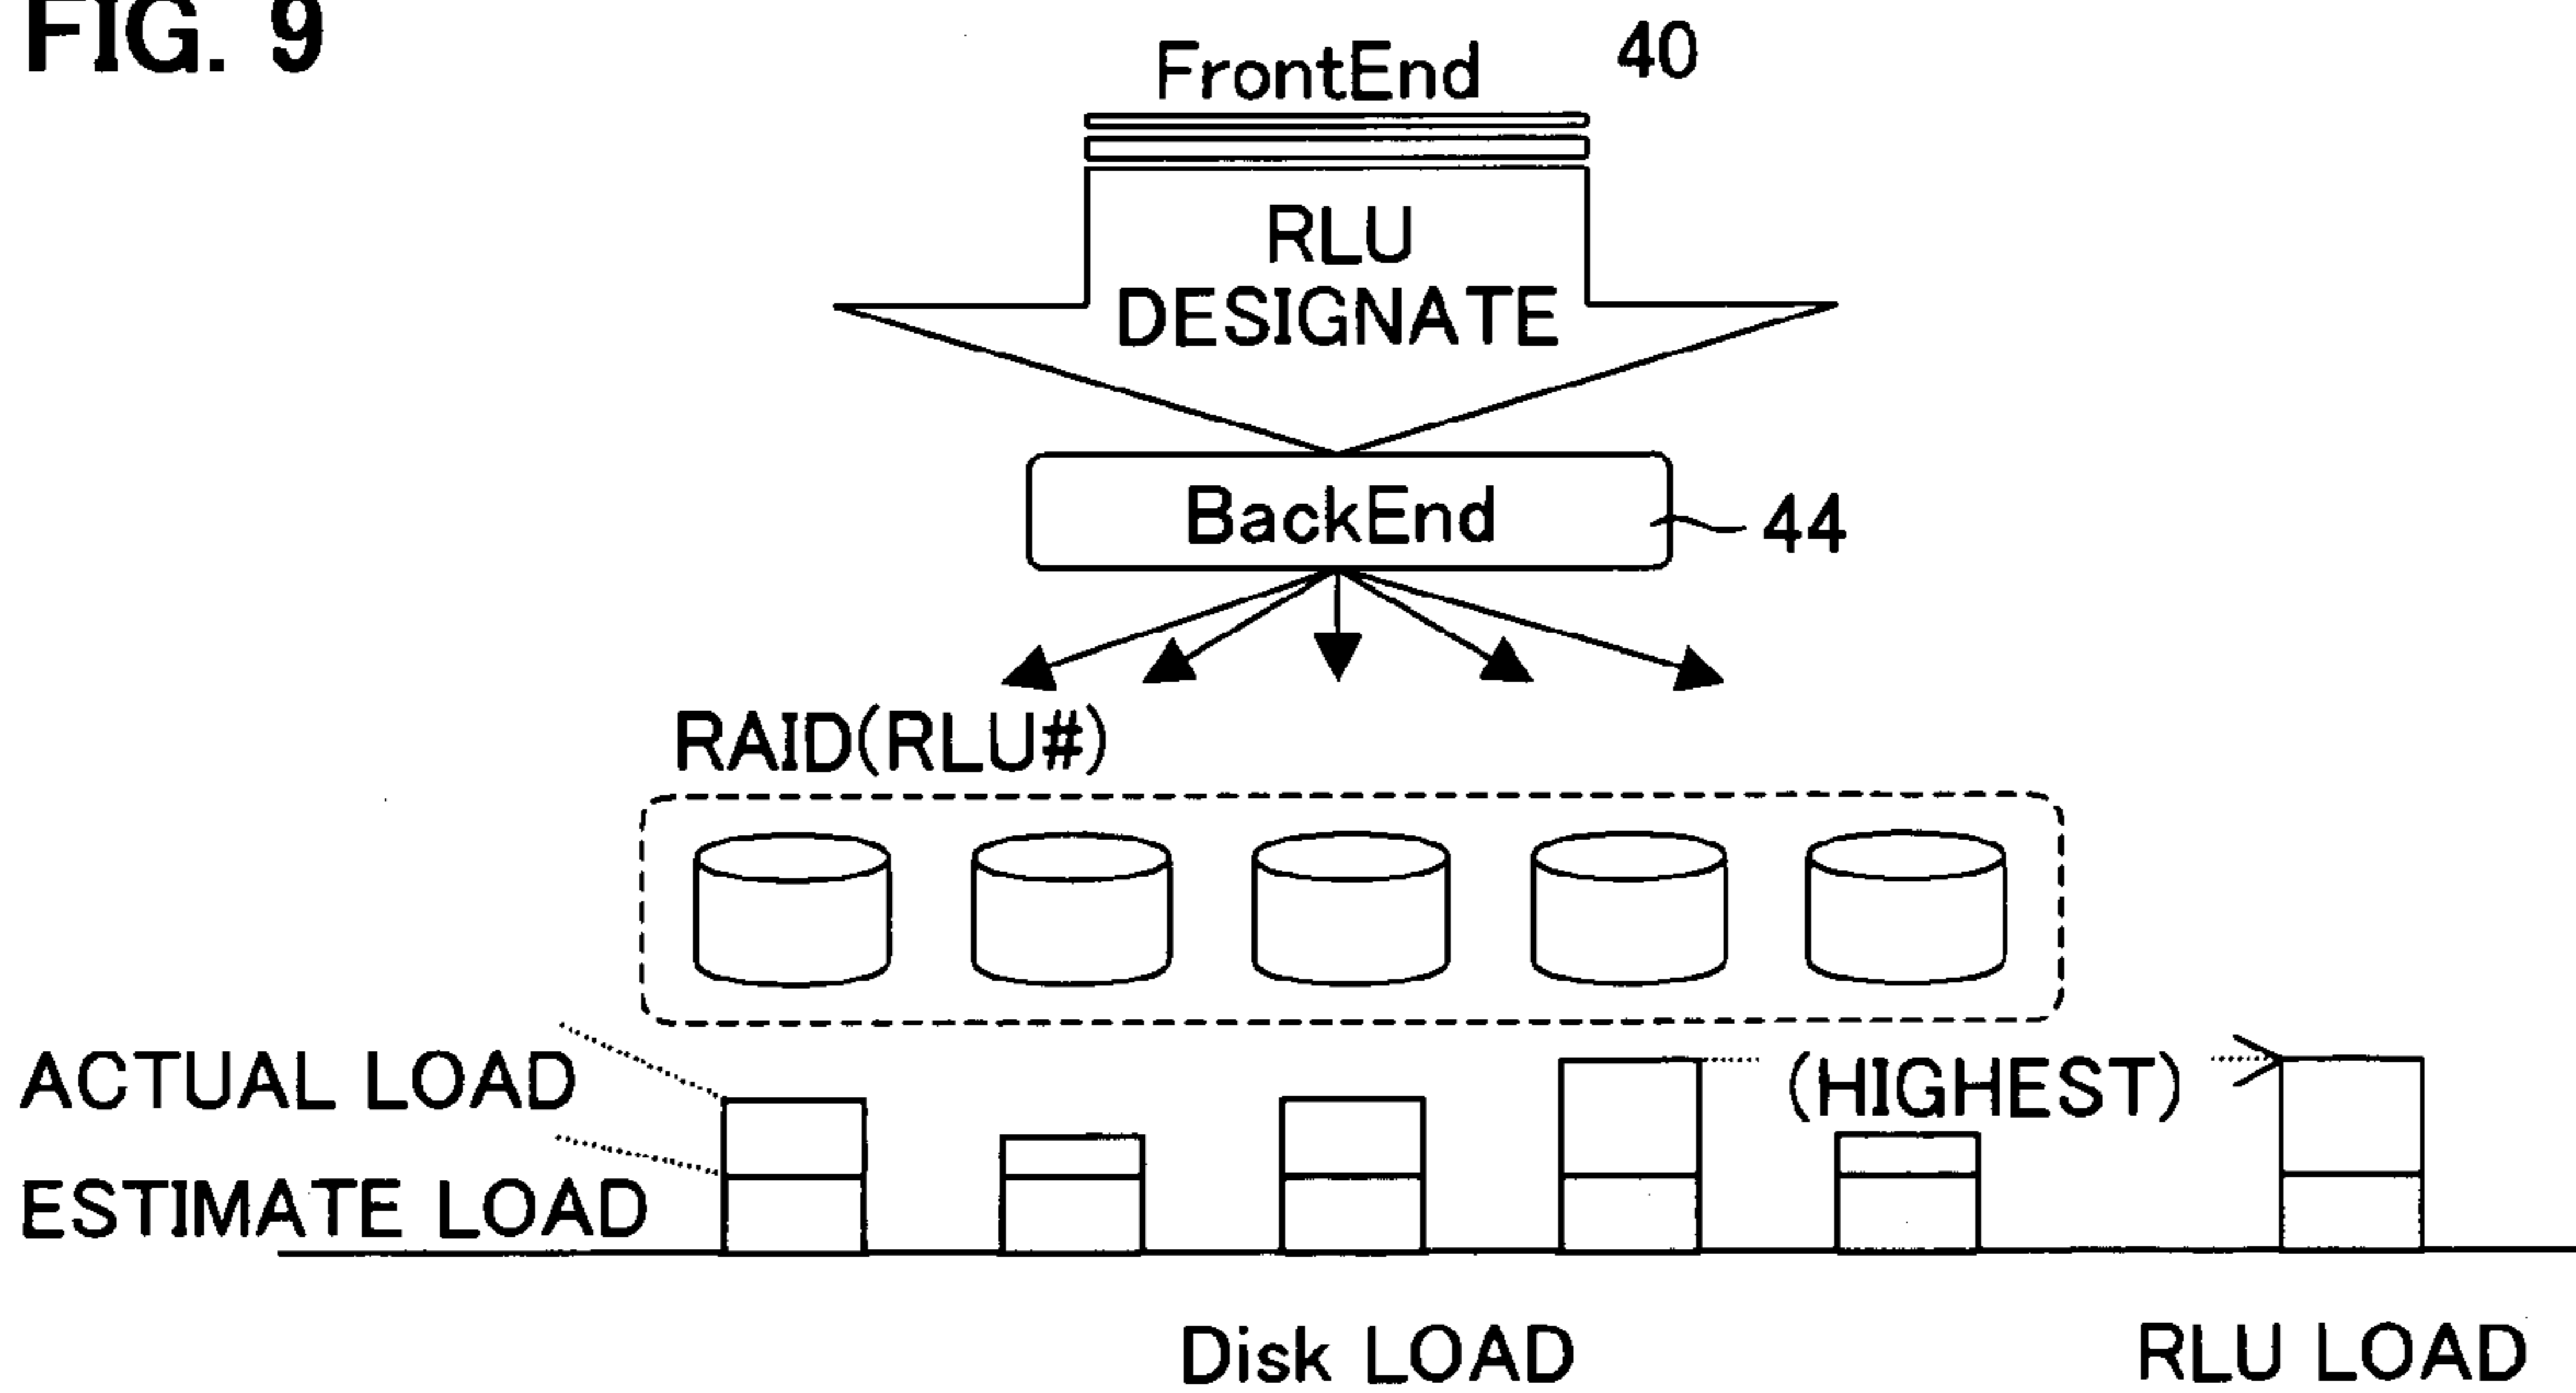 FIG. 9
FrontEnd
40
RLU
DESIGNATE
BackEnd
44
RAID(RLU#)
ACTUAL LOAD
(HIGHEST)
ESTIMATE LOAD
Disk LOAD
RLU LOAD